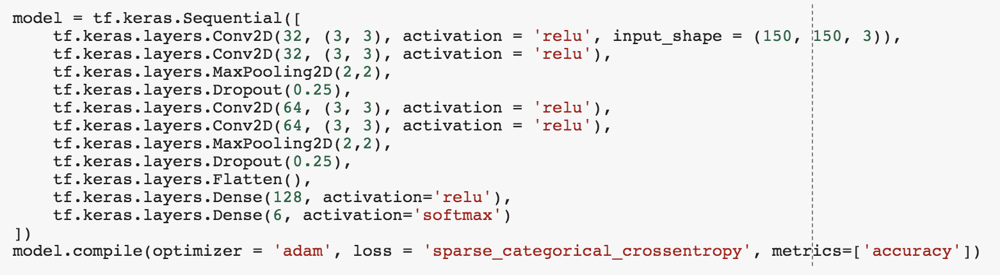 model = tf.keras.Sequential([
    tf.keras.layers.Conv2D(32, (3, 3), activation = 'relu', input_shape = (150, 150, 3)),
    tf.keras.layers.Conv2D(32, (3, 3), activation = 'relu'),
    tf.keras.layers.MaxPooling2D(2,2),
    tf.keras.layers.Dropout(0.25),
    tf.keras.layers.Conv2D(64, (3, 3), activation = 'relu'),
    tf.keras.layers.Conv2D(64, (3, 3), activation = 'relu'),
    tf.keras.layers.MaxPooling2D(2,2),
    tf.keras.layers.Dropout(0.25),
    tf.keras.layers.Flatten(),
    tf.keras.layers.Dense(128, activation='relu'),
    tf.keras.layers.Dense(6, activation='softmax')
])
model.compile(optimizer = 'adam', loss = 'sparse_categorical_crossentropy', metrics=['accuracy'])